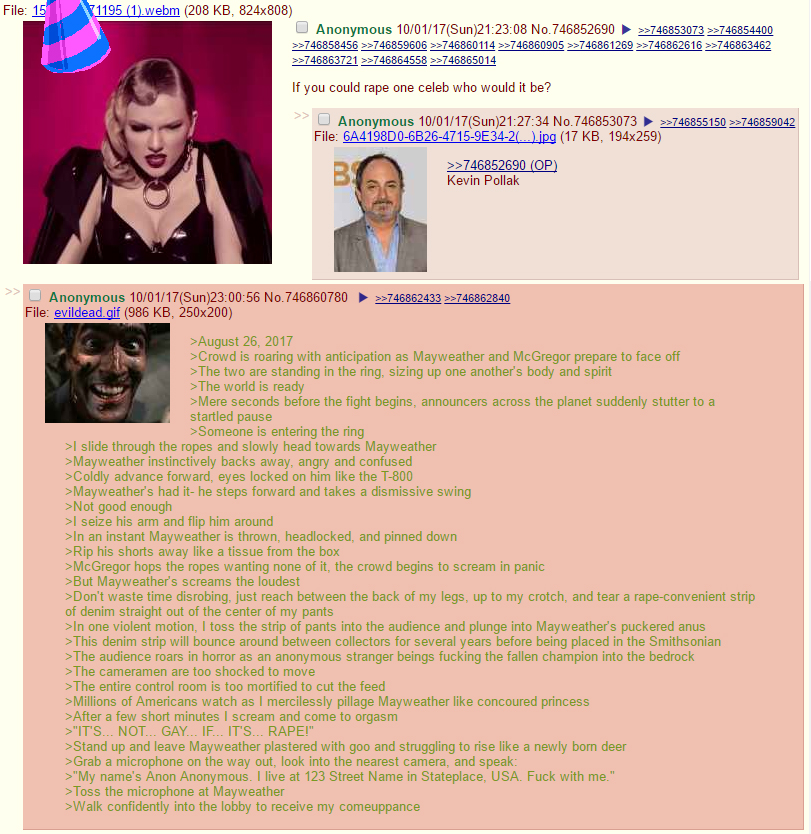 File: 15 71195 (1).webm (208 KB, 824x808)
Anonymous 10/01/17(Sun)21:23:08 No.746852690 ▶ >>746853073 >>746854400
>>746858456 >>746859606 >>746860114 >>746860905 >>746861269 >>746862616 >>746863462
>>746863721 >>746864558 >>746865014
If you could rape one celeb who would it be?
>> Anonymous 10/01/17(Sun)21:27:34 No.746853073 ▶ >>746855150 >>746859042
File: 6A4198D0-6B26-4715-9E34-2(...).jpg (17 KB, 194x259)
BS
>>746852690 (OP)
Kevin Pollak
>> Anonymous 10/01/17(Sun)23:00:56 No.746860780 ▶ >>746862433 >>746862840
File: evildead.gif (986 KB, 250x200)
>August 26, 2017
>Crowd is roaring with anticipation as Mayweather and McGregor prepare to face off
>The two are standing in the ring, sizing up one another's body and spirit
>The world is ready
>Mere seconds before the fight begins, announcers across the planet suddenly stutter to a
startled pause
>Someone is entering the ring
>I slide through the ropes and slowly head towards Mayweather
>Mayweather instinctively backs away, angry and confused
>Coldly advance forward, eyes locked on him like the T-800
>Mayweather's had it- he steps forward and takes a dismissive swing
>Not good enough
>I seize his arm and flip him around
>In an instant Mayweather is thrown, headlocked, and pinned down
>Rip his shorts away like a tissue from the box
>McGregor hops the ropes wanting none of it, the crowd begins to scream in panic
>But Mayweather's screams the loudest
>Don't waste time disrobing, just reach between the back of my legs, up to my crotch, and tear a rape-convenient strip
of denim straight out of the center of my pants
>In one violent motion, I toss the strip of pants into the audience and plunge into Mayweather's puckered anus
>This denim strip will bounce around between collectors for several years before being placed in the Smithsonian
>The audience roars in horror as an anonymous stranger beings fucking the fallen champion into the bedrock
>The cameramen are too shocked to move
>The entire control room is too mortified to cut the feed
>Millions of Americans watch as I mercilessly pillage Mayweather like concoured princess
>After a few short minutes I scream and come to orgasm
>"IT'S... NOT... GAY... IF... IT'S... RAPE!"
>Stand up and leave Mayweather plastered with goo and struggling to rise like a newly born deer
>Grab a microphone on the way out, look into the nearest camera, and speak:
>"My name's Anon Anonymous. I live at 123 Street Name in Stateplace, USA. Fuck with me."
>Toss the microphone at Mayweather
>Walk confidently into the lobby to receive my comeuppance